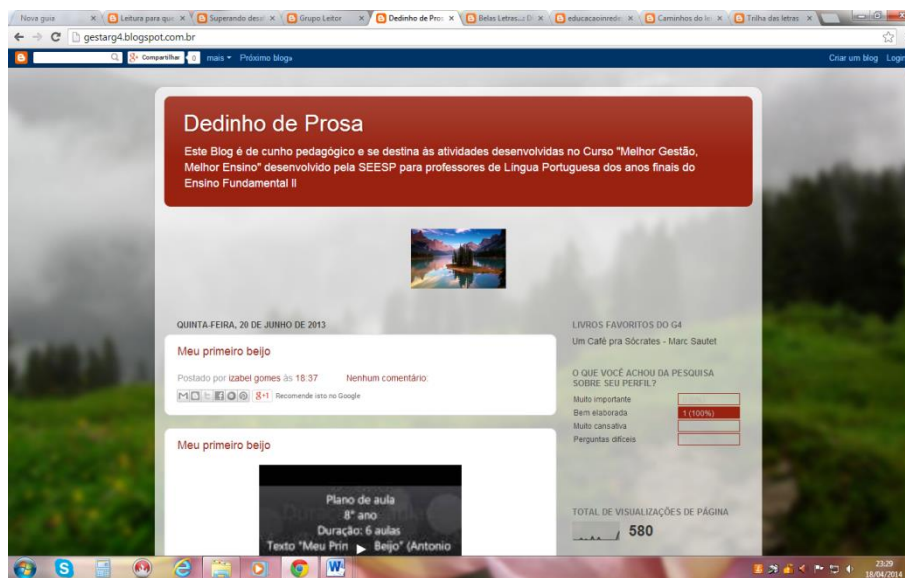 Nova guia
Leitura para que
Superando desa
Grupo Leitor
Dedinho de Pros
Belas Letras...: D
educacaoinrede
Caminhos do le
Trilha das letras
gestarg4.blogspot.com.br
Compartilhar 0 mais Próximo blog» Criar um blog Login
Dedinho de Prosa
Este Blog é de cunho pedagógico e se destina às atividades desenvolvidas no Curso "Melhor Gestão,
Melhor Ensino" desenvolvido pela SEESP para professores de Língua Portuguesa dos anos finais do
Ensino Fundamental II
QUINTA-FEIRA, 20 DE JUNHO DE 2013
Meu primeiro beijo
Postado por izabel gomes às 18:37 Nenhum comentário:
g+1 Recomende isto no Google
Meu primeiro beijo
Plano de aula
8° ano
Duração: 6 aulas
Texto "Meu Prin Beijo" (Antonio
LIVROS FAVORITOS DO G4
Um Café pra Sócrates - Marc Sautet
O QUE VOCÊ ACHOU DA PESQUISA
SOBRE SEU PERFIL?
Muito importante
Bem elaborada 1 (100%)
Muito cansativa
Perguntas difíceis
TOTAL DE VISUALIZAÇÕES DE PÁGINA
580
23:29
18/04/2014